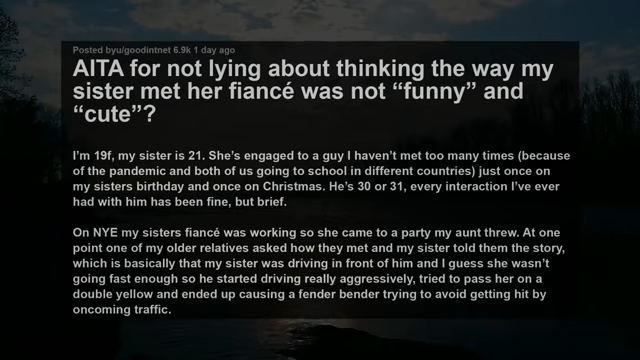 Posted byu/goodintnet 6.9k 1 day ago
AITA for not lying about thinking the way my
sister met her fiancé was not “funny” and
“cute”?
I’m 19f, my sister is 21. She’s engaged to a guy I haven’t met too many times (because
of the pandemic and both of us going to school in different countries) just once on
my sisters birthday and once on Christmas. He’s 30 or 31, every interaction I’ve ever
had with him has been fine, but brief.
On NYE my sisters fiancé was working so she came to a party my aunt threw. At one
point one of my older relatives asked how they met and my sister told them the story,
which is basically that my sister was driving in front of him and I guess she wasn’t
going fast enough so he started driving really aggressively, tried to pass her on a
double yellow and ended up causing a fender bender trying to avoid getting hit by
oncoming traffic.